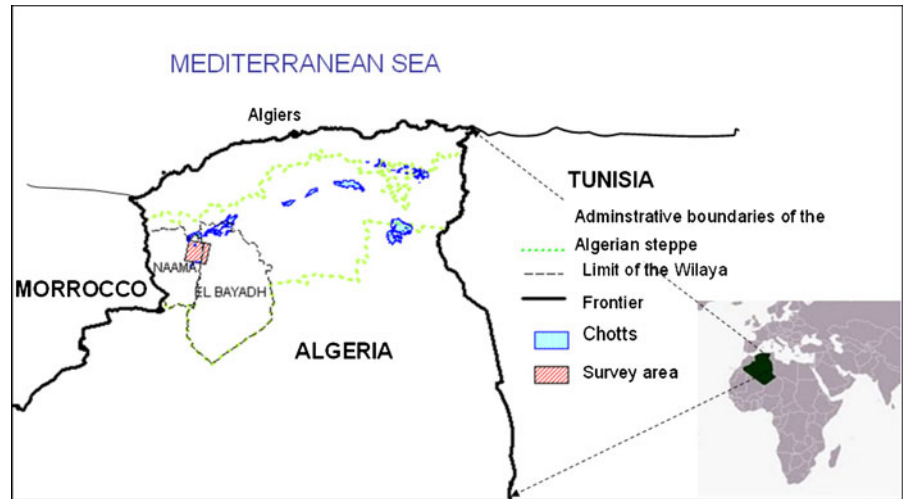 MEDITERRANEAN SEA
Algiers
TUNISIA
Adminstrative boundaries of the
Algerian steppe
Limit of the Wilaya
NAAMA
EL BAYADH
MORROCCO
Frontier
ALGERIA
Chotts
Survey area